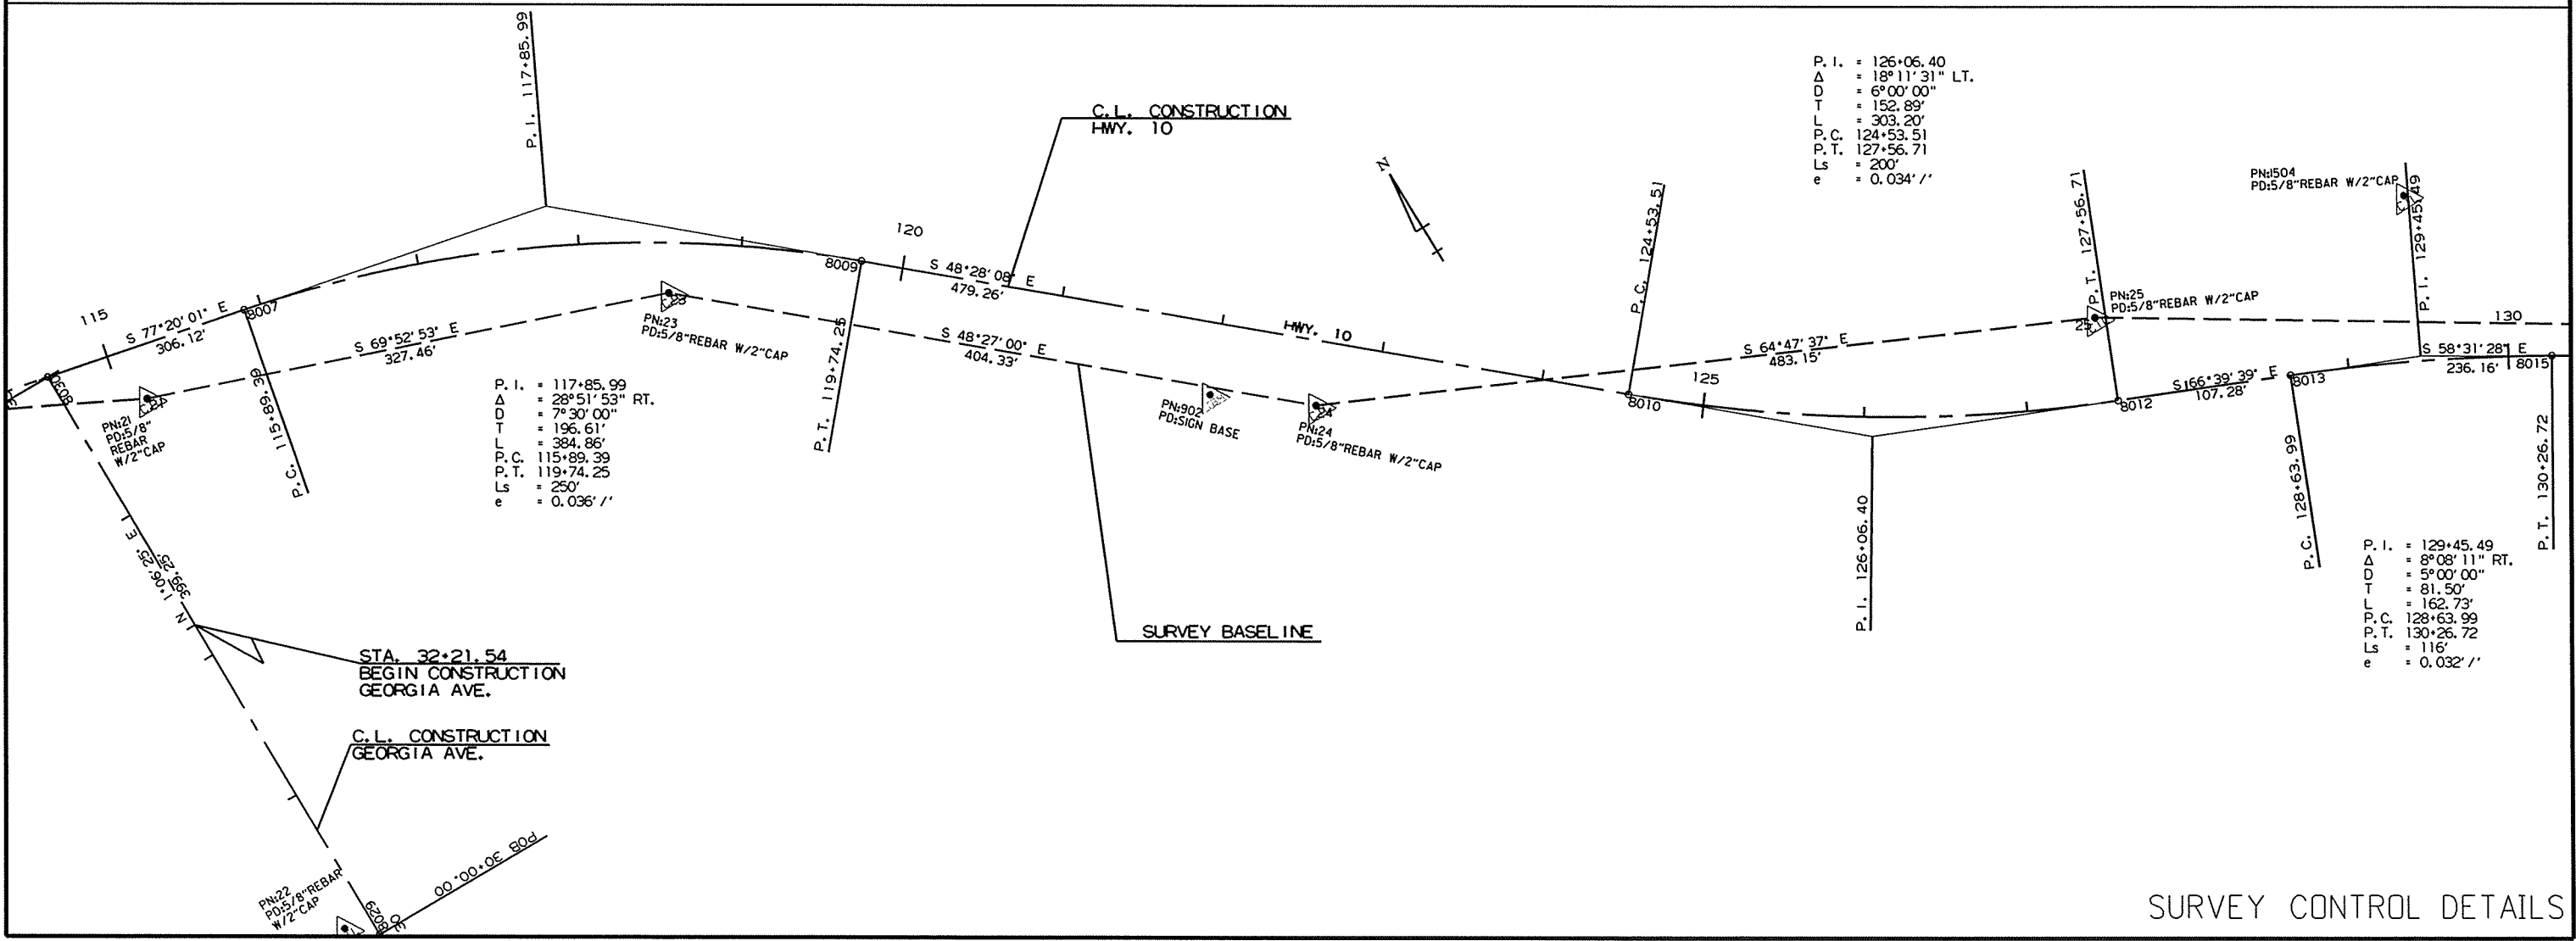 P.I. 117+85.99
C.L. CONSTRUCTION
HWY. 10
P.I. = 126+06.40
Δ = 18°11'31" LT.
D = 6°00'00"
T = 152.89'
L = 303.20'
P.C. 124+53.51
P.T. 127+56.71
Ls = 200'
e = 0.034'/'
N
PN:1504
PD:5/8"REBAR W/2"CAP
P.I. 129+45.49
P.C. 124+53.51
P.T. 127+56.71
115
S 77°20'01" E
306.12'
8007
8030
120
8009
S 48°28'08" E
479.26'
HWY. 10
S 69°52'53" E
327.46'
23
PN:23
PD:5/8"REBAR W/2"CAP
S 48°27'00" E
404.33'
P.T. 119+74.25
PN:21
PD:5/8"
REBAR
W/2"CAP
P.C. 115+89.39
P.I. = 117+85.99
Δ = 28°51'53" RT.
D = 7°30'00"
T = 196.61'
L = 384.86'
P.C. 115+89.39
P.T. 119+74.25
Ls = 250'
e = 0.036'/'
PN:902
PD:SIGN BASE
24
PN:24
PD:5/8"REBAR W/2"CAP
S 64°47'37" E
483.15'
25
PN:25
PD:5/8"REBAR W/2"CAP
125
8010
8012
S 66°39'39" E
107.28'
8013
130
S 58°31'28" E
236.16'
8015
P.I. 126+06.40
P.C. 128+63.99
P.T. 130+26.72
P.I. = 129+45.49
Δ = 8°08'11" RT.
D = 5°00'00"
T = 81.50'
L = 162.73'
P.C. 128+63.99
P.T. 130+26.72
Ls = 116'
e = 0.032'/'
SURVEY BASELINE
N 1°06'25" E
399.25'
STA. 32+21.54
BEGIN CONSTRUCTION
GEORGIA AVE.
C.L. CONSTRUCTION
GEORGIA AVE.
POB 30+00.00
PN:22
PD:5/8"REBAR
W/2"CAP
8029
30
SURVEY CONTROL DETAILS